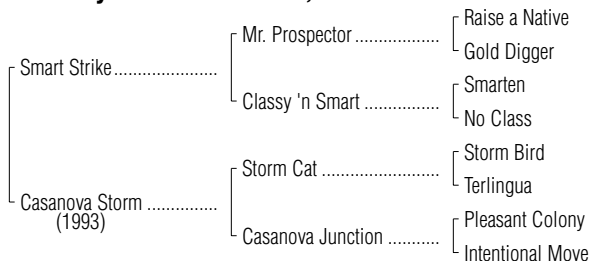 Raise a Native
Mr. Prospector ..................
Gold Digger
Smart Strike......................
Smarten
Classy 'n Smart ................
No Class
Storm Bird
Storm Cat .........................
Terlingua
Casanova Storm ...............
(1993)
Pleasant Colony
Casanova Junction ...........
Intentional Move